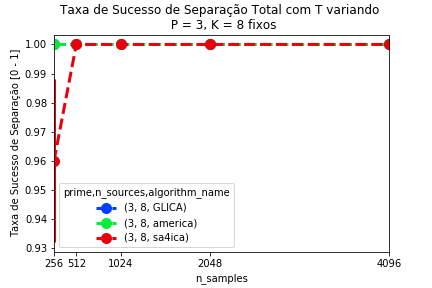 Taxa de Sucesso de Separação Total com T variando
P = 3, K = 8 fixos
Taxa de Sucesso de Separação [0 - 1]
1.00
0.99
0.98
0.97
0.96
0.95
0.94
0.93
prime,n_sources,algorithm_name
(3, 8, GLICA)
(3, 8, america)
(3, 8, sa4ica)
256 512 1024 2048 4096
n_samples